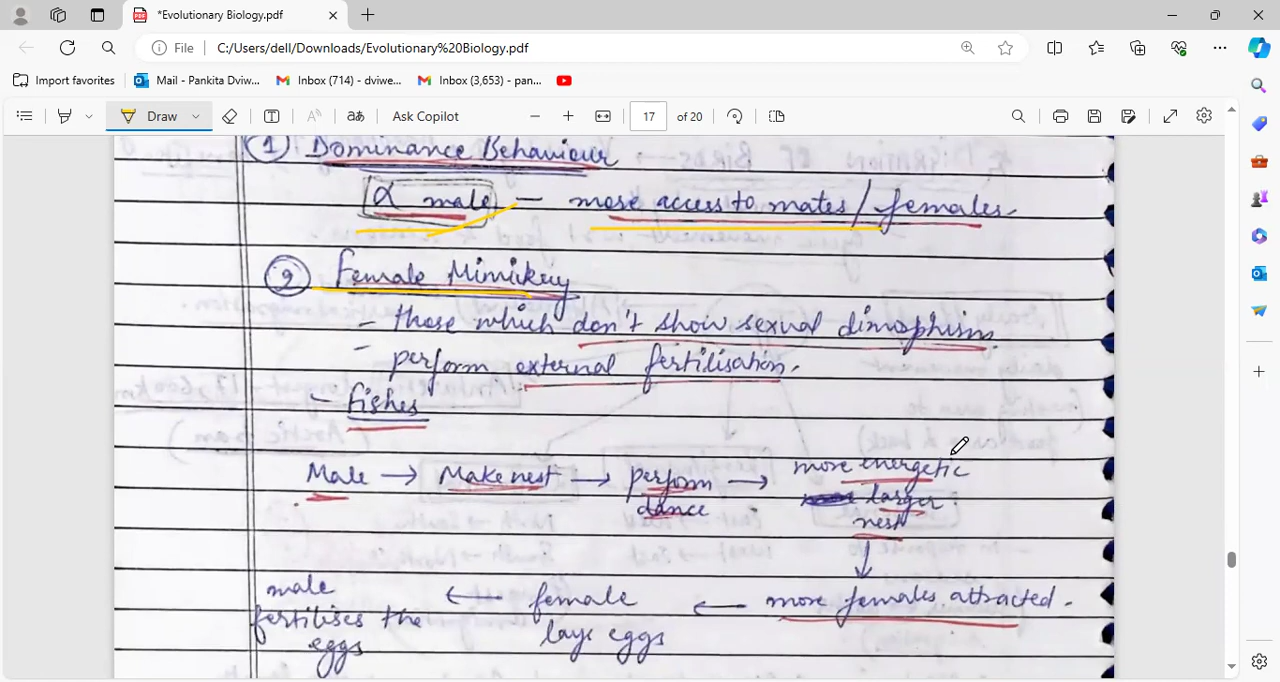 *Evolutionary Biology.pdf
File C:/Users/dell/Downloads/Evolutionary%20Biology.pdf
Import favorites Mail - Pankita Dviw... Inbox (714) - dviwe... Inbox (3,653) - pan...
Draw aあ Ask Copilot 17 of 20
① Dominance Behaviour
α male — more access to mates/females.
② Female Mimikry
- those which don't show sexual dimophism.
- perform external fertilisation.
- fishes
Male → Make nest → perform dance → more energetic
larger nest
↓
more females attracted.
← female lays eggs
← male fertilises the eggs